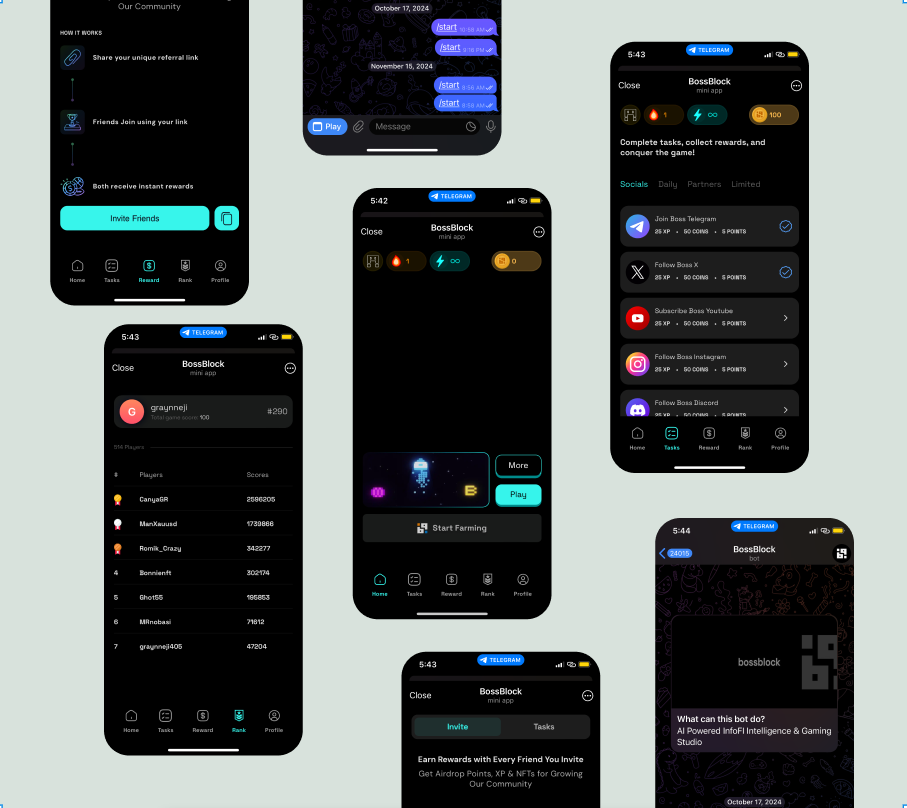 Our Community
HOW IT WORKS
Share your unique referral link
Friends Join using your link
Both receive instant rewards
Invite Friends
Home Tasks Reward Rank Profile
October 17, 2024
/start 10:38 AM
/start 9:16 PM
November 15, 2024
/start 8:56 AM
/start 8:58 AM
Play Message
5:43 TELEGRAM
Close BossBlock
mini app
1 ∞ 100
Complete tasks, collect rewards, and
conquer the game!
Socials Daily Partners Limited
Join Boss Telegram
25 XP • 50 COINS • 5 POINTS
Follow Boss X
25 XP • 50 COINS • 5 POINTS
Subscribe Boss Youtube
25 XP • 50 COINS • 5 POINTS
Follow Boss Instagram
25 XP • 50 COINS • 5 POINTS
Follow Boss Discord
25 XP • 50 COINS • 5 POINTS
Home Tasks Reward Rank Profile
5:42 TELEGRAM
Close BossBlock
mini app
1 ∞ 0
More
Play
Start Farming
Home Tasks Reward Rank Profile
5:43 TELEGRAM
Close BossBlock
mini app
G graynneji #290
Total game score: 100
514 Players
# Players Scores
CanyaGR 2596205
ManXauusd 1739866
Romik_Crazy 342277
4 Bonnienft 302174
5 Ghot55 195853
6 MRnobasi 71612
7 graynneji405 47204
Home Tasks Reward Rank Profile
5:43 TELEGRAM
Close BossBlock
mini app
Invite Tasks
Earn Rewards with Every Friend You Invite
Get Airdrop Points, XP & NFTs for Growing
Our Community
5:44 TELEGRAM
24015 BossBlock
bot
bossblock
What can this bot do?
AI Powered InfoFI Intelligence & Gaming
Studio
October 17, 2024